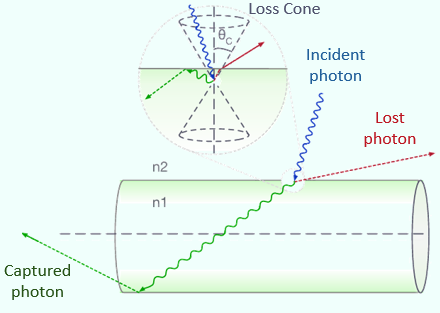 Loss Cone
θC
Incident
photon
Lost
photon
n2
n1
Captured
photon